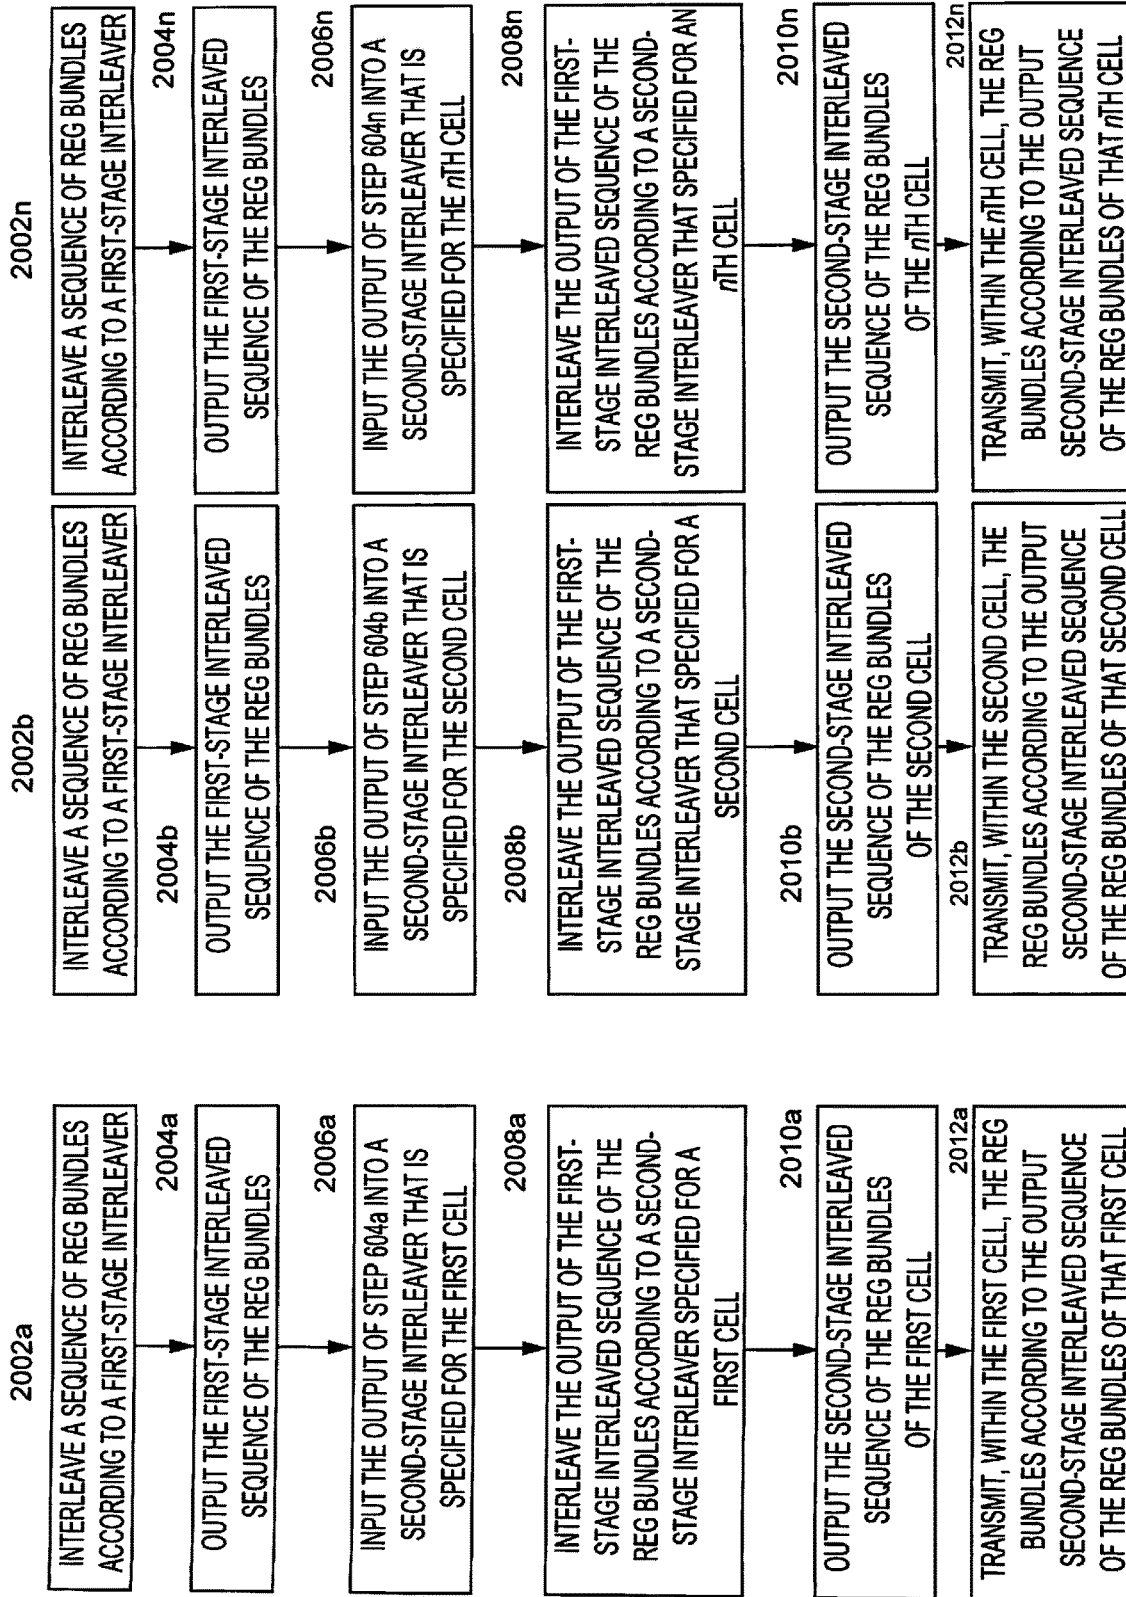 2002a
INTERLEAVE A SEQUENCE OF REG BUNDLES
ACCORDING TO A FIRST-STAGE INTERLEAVER
2004a
OUTPUT THE FIRST-STAGE INTERLEAVED
SEQUENCE OF THE REG BUNDLES
2006a
INPUT THE OUTPUT OF STEP 604a INTO A
SECOND-STAGE INTERLEAVER THAT IS
SPECIFIED FOR THE FIRST CELL
2008a
INTERLEAVE THE OUTPUT OF THE FIRST-
STAGE INTERLEAVED SEQUENCE OF THE
REG BUNDLES ACCORDING TO A SECOND-
STAGE INTERLEAVER SPECIFIED FOR A
FIRST CELL
2010a
OUTPUT THE SECOND-STAGE INTERLEAVED
SEQUENCE OF THE REG BUNDLES
OF THE FIRST CELL
2012a
TRANSMIT, WITHIN THE FIRST CELL, THE REG
BUNDLES ACCORDING TO THE OUTPUT
SECOND-STAGE INTERLEAVED SEQUENCE
OF THE REG BUNDLES OF THAT FIRST CELL
2002b
INTERLEAVE A SEQUENCE OF REG BUNDLES
ACCORDING TO A FIRST-STAGE INTERLEAVER
2004b
OUTPUT THE FIRST-STAGE INTERLEAVED
SEQUENCE OF THE REG BUNDLES
2006b
INPUT THE OUTPUT OF STEP 604b INTO A
SECOND-STAGE INTERLEAVER THAT IS
SPECIFIED FOR THE SECOND CELL
2008b
INTERLEAVE THE OUTPUT OF THE FIRST-
STAGE INTERLEAVED SEQUENCE OF THE
REG BUNDLES ACCORDING TO A SECOND-
STAGE INTERLEAVER THAT SPECIFIED FOR A
SECOND CELL
2010b
OUTPUT THE SECOND-STAGE INTERLEAVED
SEQUENCE OF THE REG BUNDLES
OF THE SECOND CELL
2012b
TRANSMIT, WITHIN THE SECOND CELL, THE
REG BUNDLES ACCORDING TO THE OUTPUT
SECOND-STAGE INTERLEAVED SEQUENCE
OF THE REG BUNDLES OF THAT SECOND CELL
2002n
INTERLEAVE A SEQUENCE OF REG BUNDLES
ACCORDING TO A FIRST-STAGE INTERLEAVER
2004n
OUTPUT THE FIRST-STAGE INTERLEAVED
SEQUENCE OF THE REG BUNDLES
2006n
INPUT THE OUTPUT OF STEP 604n INTO A
SECOND-STAGE INTERLEAVER THAT IS
SPECIFIED FOR THE nTH CELL
2008n
INTERLEAVE THE OUTPUT OF THE FIRST-
STAGE INTERLEAVED SEQUENCE OF THE
REG BUNDLES ACCORDING TO A SECOND-
STAGE INTERLEAVER THAT SPECIFIED FOR AN
nTH CELL
2010n
OUTPUT THE SECOND-STAGE INTERLEAVED
SEQUENCE OF THE REG BUNDLES
OF THE nTH CELL
2012n
TRANSMIT, WITHIN THE nTH CELL, THE REG
BUNDLES ACCORDING TO THE OUTPUT
SECOND-STAGE INTERLEAVED SEQUENCE
OF THE REG BUNDLES OF THAT nTH CELL